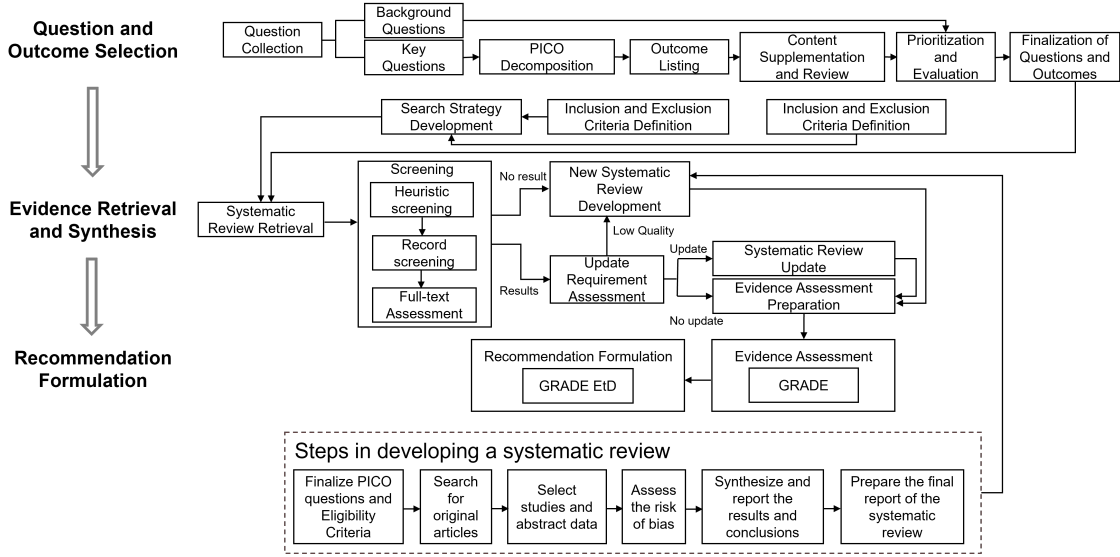 Question and
Outcome Selection
Question
Collection
Background
Questions
Key
Questions
PICO
Decomposition
Outcome
Listing
Content
Supplementation
and Review
Prioritization
and
Evaluation
Finalization of
Questions and
Outcomes
Search Strategy
Development
Inclusion and Exclusion
Criteria Definition
Inclusion and Exclusion
Criteria Definition
Evidence Retrieval
and Synthesis
Systematic
Review Retrieval
Screening
Heuristic
screening
Record
screening
Full-text
Assessment
No result
Results
New Systematic
Review
Development
Low Quality
Update
Requirement
Assessment
Update
No update
Systematic Review
Update
Evidence Assessment
Preparation
Recommendation
Formulation
Recommendation Formulation
GRADE EtD
Evidence Assessment
GRADE
Steps in developing a systematic review
Finalize PICO
questions and
Eligibility
Criteria
Search
for
original
articles
Select
studies and
abstract data
Assess
the risk
of bias
Synthesize and
report the
results and
conclusions
Prepare the final
report of the
systematic
review